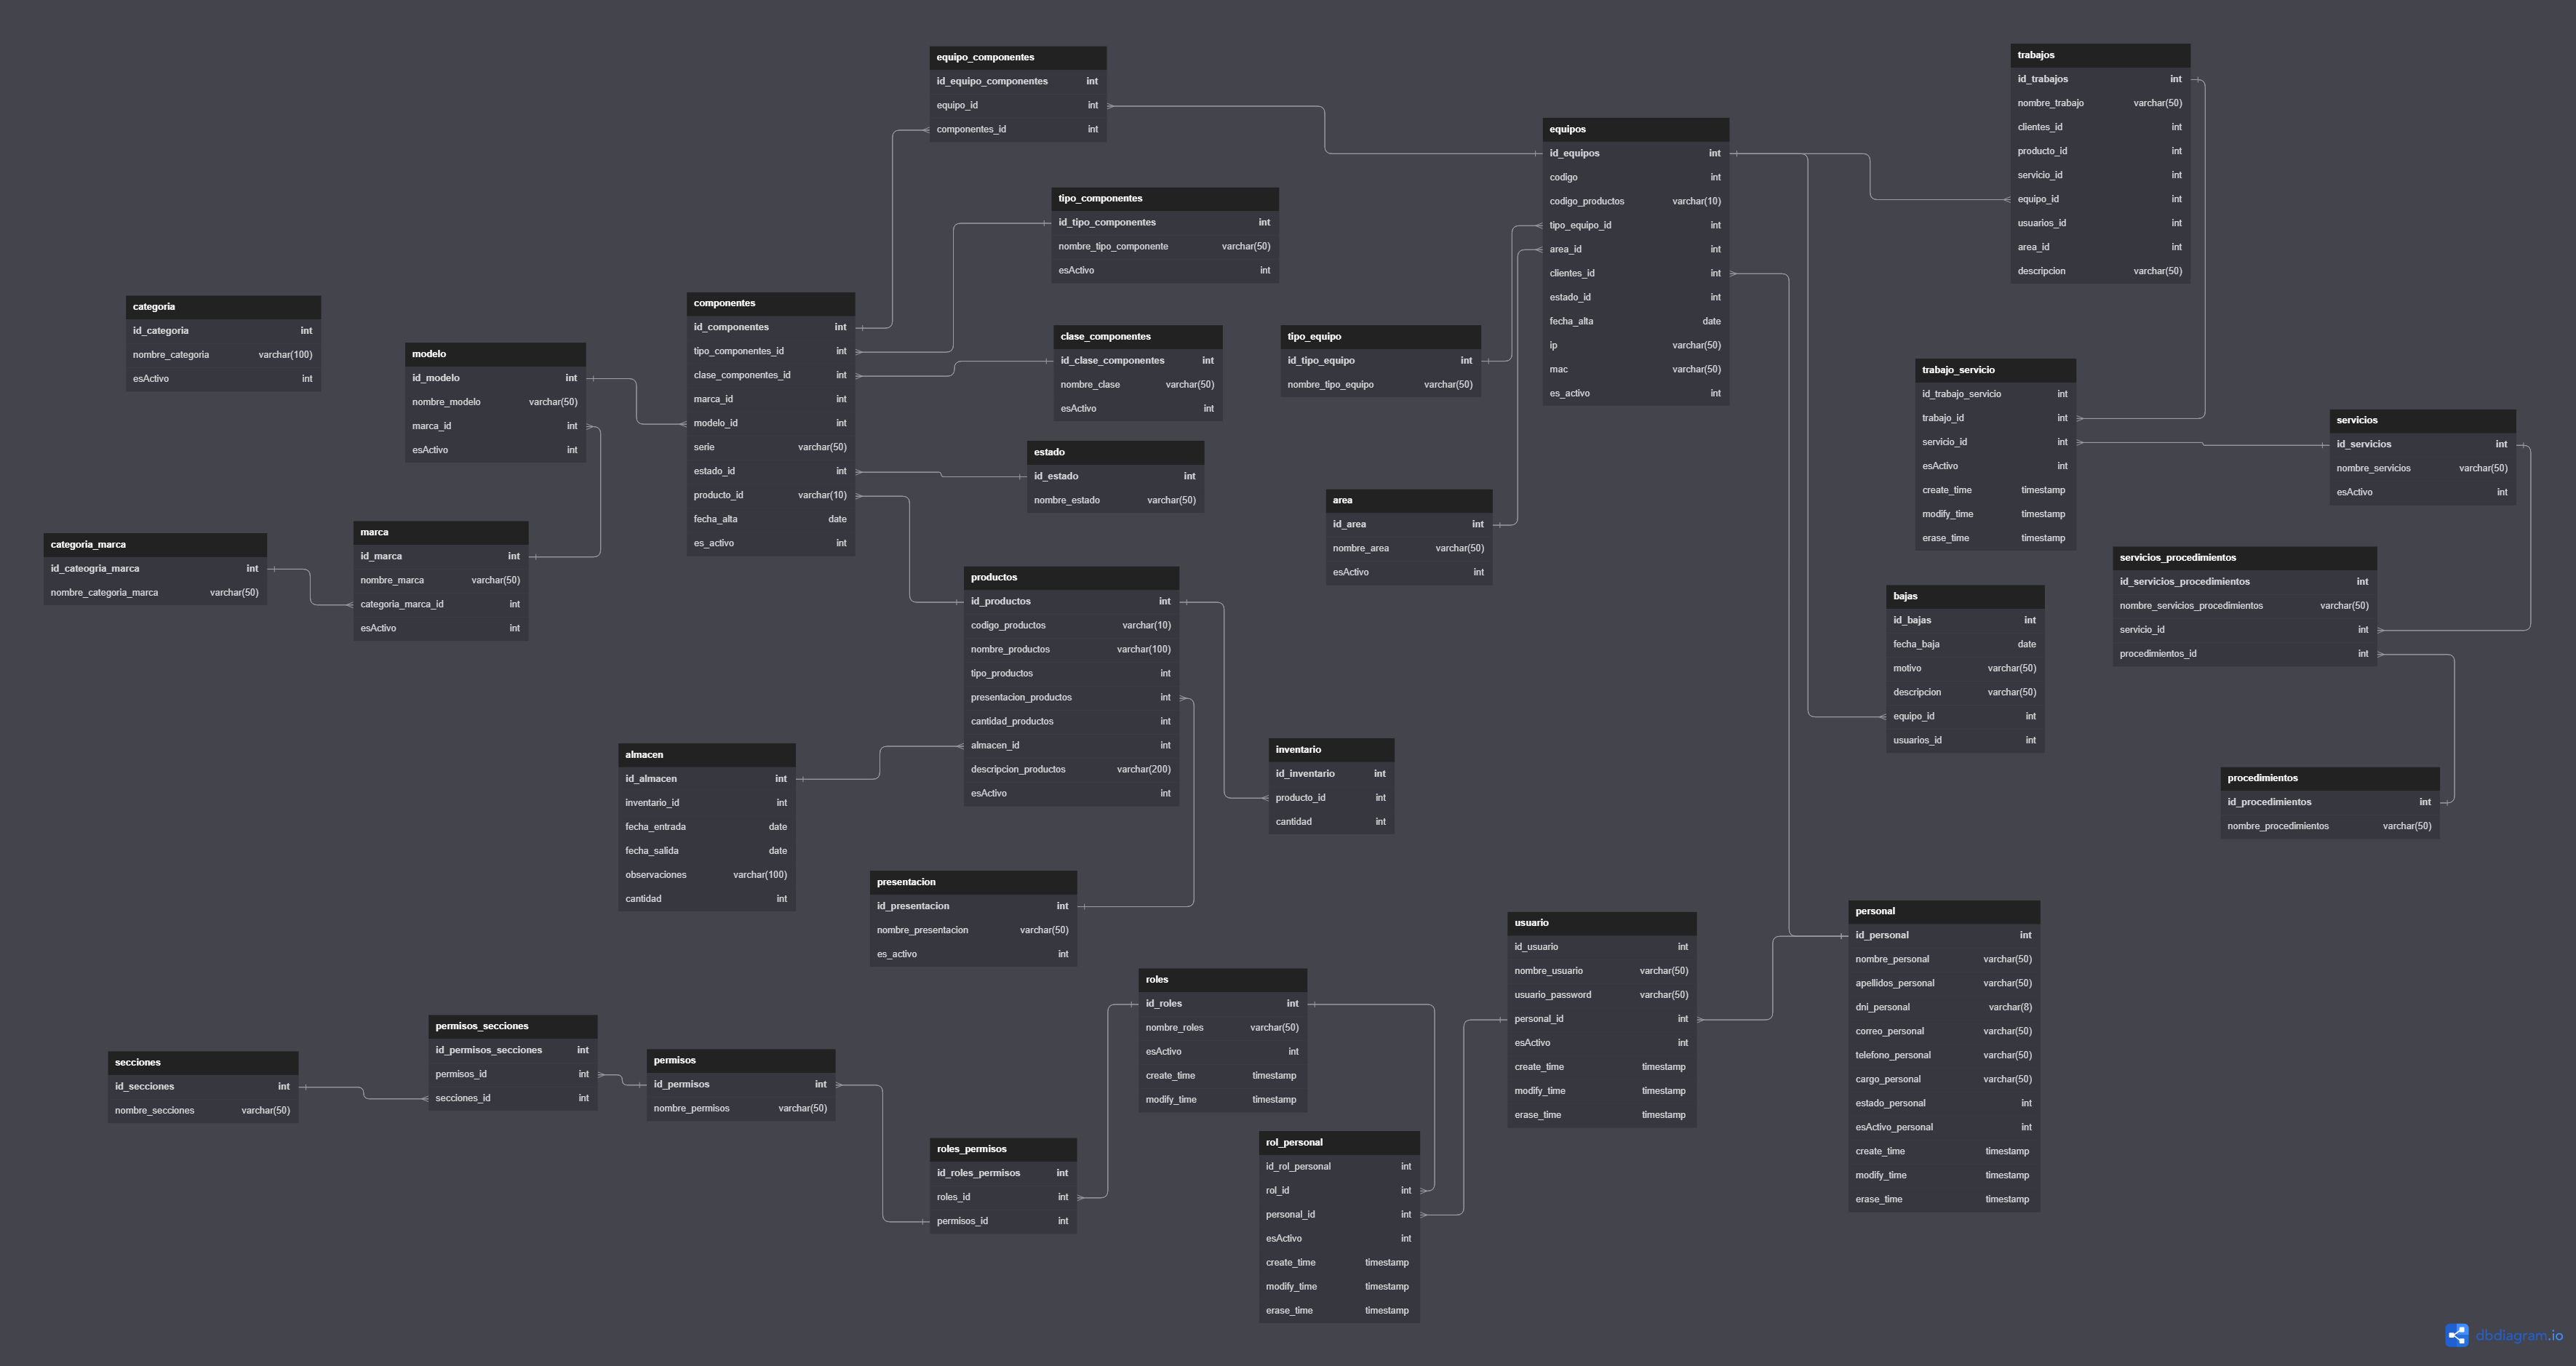 equipo_componentes
id_equipo_componentes int
equipo_id int
componentes_id int
trabajos
id_trabajos int
nombre_trabajo varchar(50)
clientes_id int
producto_id int
servicio_id int
equipo_id int
usuarios_id int
area_id int
descripcion varchar(50)
equipos
id_equipos int
codigo int
codigo_productos varchar(10)
tipo_equipo_id int
area_id int
clientes_id int
estado_id int
fecha_alta date
ip varchar(50)
mac varchar(50)
es_activo int
tipo_componentes
id_tipo_componentes int
nombre_tipo_componente varchar(50)
esActivo int
categoria
id_categoria int
nombre_categoria varchar(100)
esActivo int
modelo
id_modelo int
nombre_modelo varchar(50)
marca_id int
esActivo int
componentes
id_componentes int
tipo_componentes_id int
clase_componentes_id int
marca_id int
modelo_id int
serie varchar(50)
estado_id int
producto_id varchar(10)
fecha_alta date
es_activo int
clase_componentes
id_clase_componentes int
nombre_clase varchar(50)
esActivo int
tipo_equipo
id_tipo_equipo int
nombre_tipo_equipo varchar(50)
trabajo_servicio
id_trabajo_servicio int
trabajo_id int
servicio_id int
esActivo int
create_time timestamp
modify_time timestamp
erase_time timestamp
servicios
id_servicios int
nombre_servicios varchar(50)
esActivo int
estado
id_estado int
nombre_estado varchar(50)
area
id_area int
nombre_area varchar(50)
esActivo int
categoria_marca
id_cateogria_marca int
nombre_categoria_marca varchar(50)
marca
id_marca int
nombre_marca varchar(50)
categoria_marca_id int
esActivo int
servicios_procedimientos
id_servicios_procedimientos int
nombre_servicios_procedimientos varchar(50)
servicio_id int
procedimientos_id int
productos
id_productos int
codigo_productos varchar(10)
nombre_productos varchar(100)
tipo_productos int
presentacion_productos int
cantidad_productos int
almacen_id int
descripcion_productos varchar(200)
esActivo int
bajas
id_bajas int
fecha_baja date
motivo varchar(50)
descripcion varchar(50)
equipo_id int
usuarios_id int
almacen
id_almacen int
inventario_id int
fecha_entrada date
fecha_salida date
observaciones varchar(100)
cantidad int
inventario
id_inventario int
producto_id int
cantidad int
procedimientos
id_procedimientos int
nombre_procedimientos varchar(50)
presentacion
id_presentacion int
nombre_presentacion varchar(50)
es_activo int
usuario
id_usuario int
nombre_usuario varchar(50)
usuario_password varchar(50)
personal_id int
esActivo int
create_time timestamp
modify_time timestamp
erase_time timestamp
personal
id_personal int
nombre_personal varchar(50)
apellidos_personal varchar(50)
dni_personal varchar(8)
correo_personal varchar(50)
telefono_personal varchar(50)
cargo_personal varchar(50)
estado_personal int
esActivo_personal int
create_time timestamp
modify_time timestamp
erase_time timestamp
roles
id_roles int
nombre_roles varchar(50)
esActivo int
create_time timestamp
modify_time timestamp
permisos_secciones
id_permisos_secciones int
permisos_id int
secciones_id int
secciones
id_secciones int
nombre_secciones varchar(50)
permisos
id_permisos int
nombre_permisos varchar(50)
roles_permisos
id_roles_permisos int
roles_id int
permisos_id int
rol_personal
id_rol_personal int
rol_id int
personal_id int
esActivo int
create_time timestamp
modify_time timestamp
erase_time timestamp
dbdiagram.io